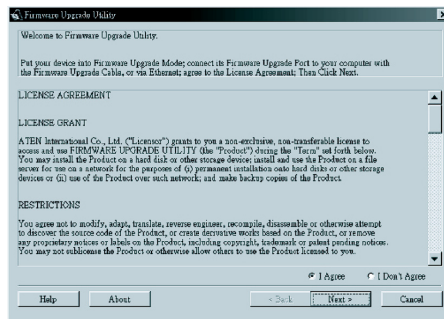 Firmware Upgrade Utility
Welcome to Firmware Upgrade Utility.
Put your device into Firmware Upgrade Mode; connect its Firmware Upgrade Port to your computer with
the Firmware Upgrade Cable, or via Ethernet; agree to the License Agreement; Then Click Next.
LICENSE AGREEMENT
LICENSE GRANT
ATEN International Co., Ltd. ("Licensor") grants to you a non-exclusive, non-transferable license to
access and use FIRMWARE UPGRADE UTILITY (the "Product") during the "Term" set forth below.
You may install the Product on a hard disk or other storage device; install and use the Product on a file
server for use on a network for the purposes of (i) permanent installation onto hard disks or other storage
devices or (ii) use of the Product over such network; and make backup copies of the Product.
RESTRICTIONS
You agree not to modify, adapt, translate, reverse engineer, recompile, disassemble or otherwise attempt
to discover the source code of the Product, or create derivative works based on the Product, or remove
any proprietary notices or labels on the Product, including copyright, trademark or patent pending notices.
You may not sublicense the Product or otherwise allow others to use the Product licensed to you.
I Agree I Don't Agree
Help About < Back Next > Cancel